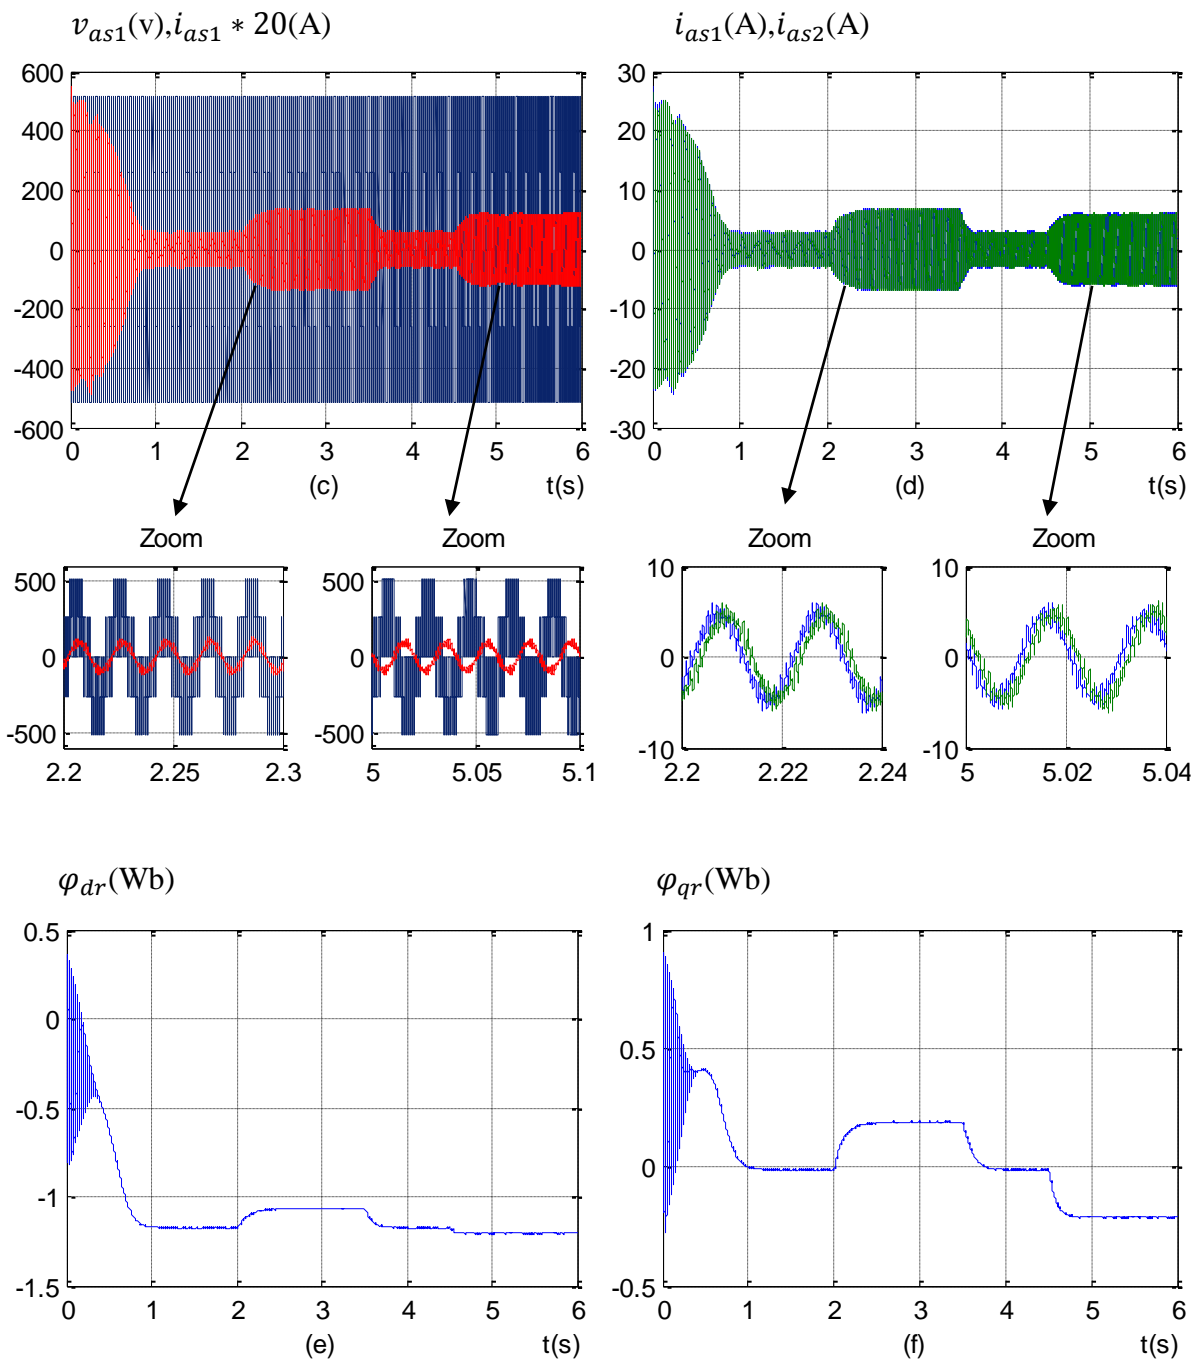 v_as1(v),i_as1 * 20(A)
i_as1(A),i_as2(A)
600
400
200
0
-200
-400
-600
0 1 2 3 4 5 6
(c) t(s)
30
20
10
0
-10
-20
-30
0 1 2 3 4 5 6
(d) t(s)
Zoom
500
0
-500
2.2 2.25 2.3
Zoom
500
0
-500
5 5.05 5.1
Zoom
10
0
-10
2.2 2.22 2.24
Zoom
10
0
-10
5 5.02 5.04
φ_dr(Wb)
0.5
0
-0.5
-1
-1.5
0 1 2 3 4 5 6
(e) t(s)
φ_qr(Wb)
1
0.5
0
-0.5
0 1 2 3 4 5 6
(f) t(s)